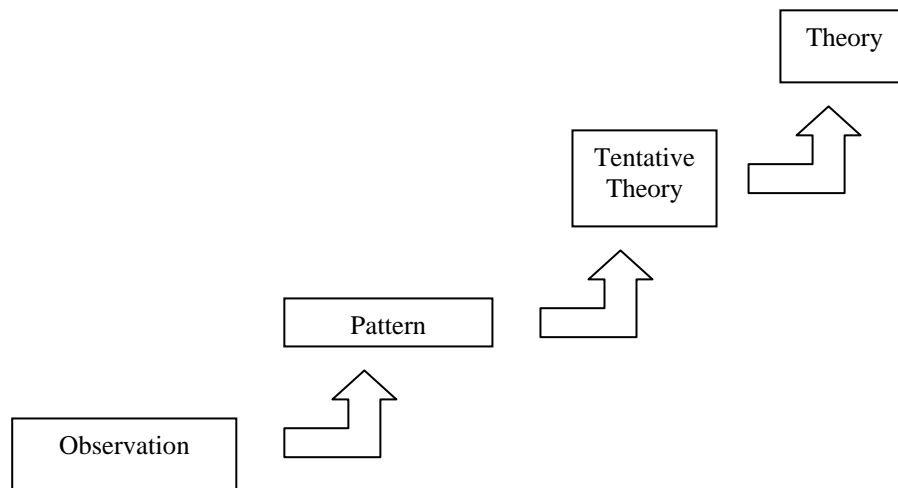 Theory
Tentative
Theory
Pattern
Observation